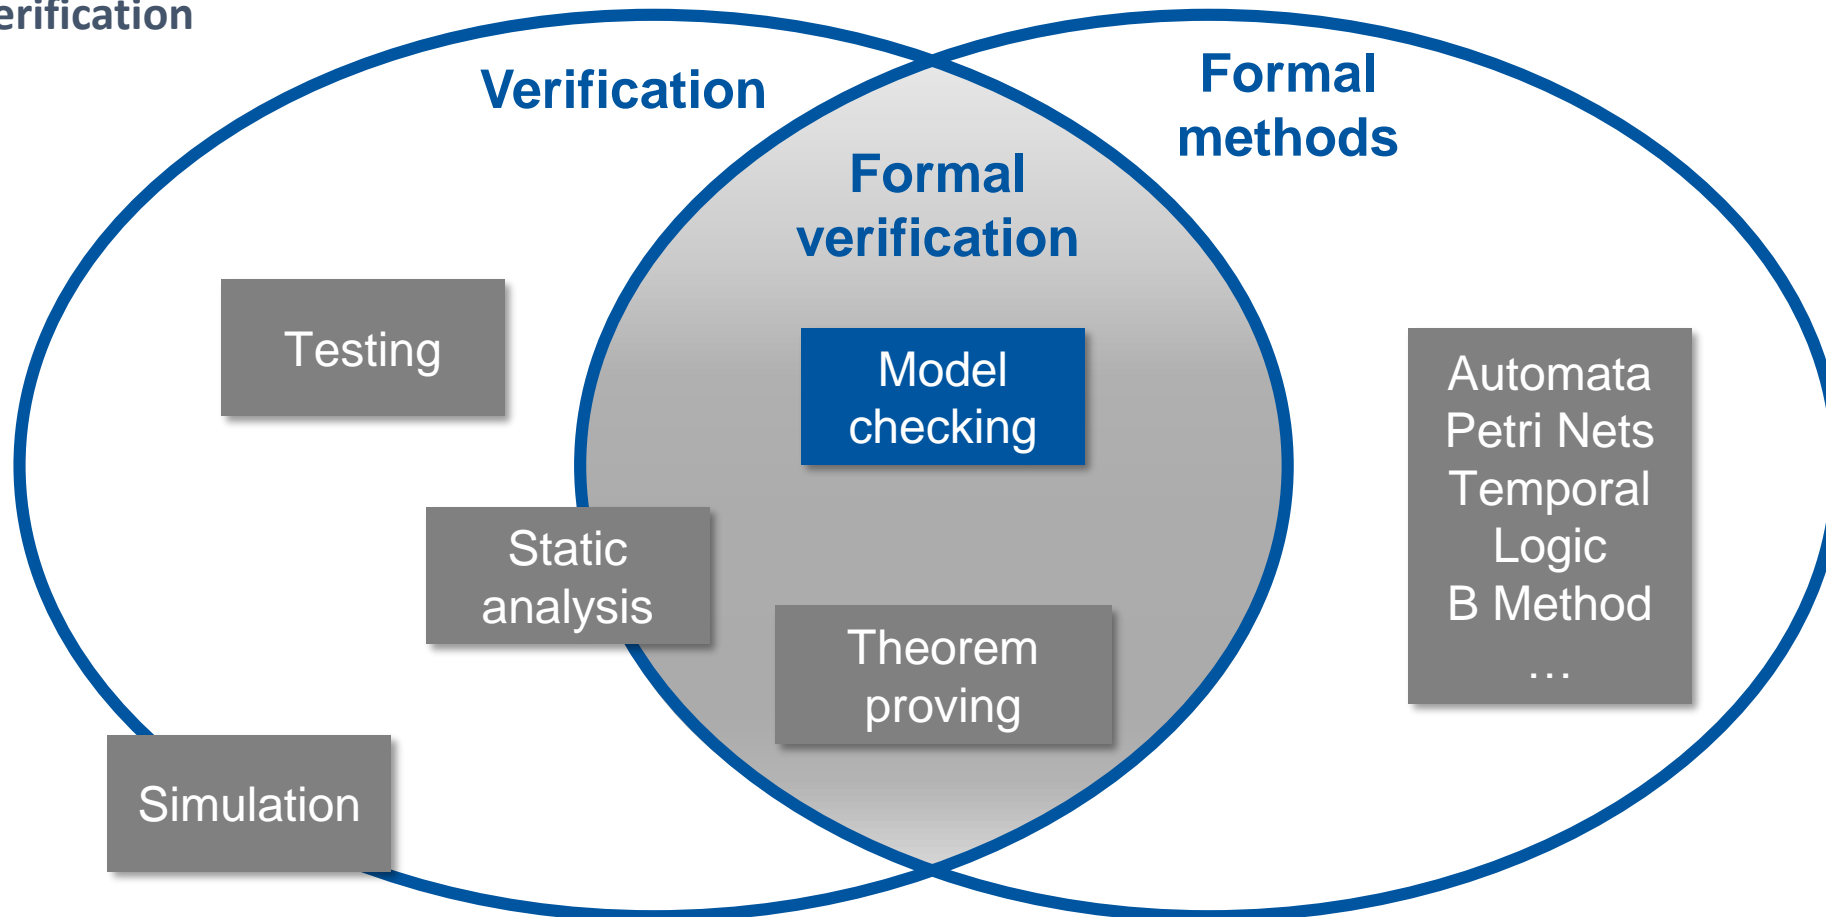 erification
Verification
Formal
methods
Formal
verification
Testing
Model
checking
Automata
Petri Nets
Temporal
Logic
B Method
…
Static
analysis
Theorem
proving
Simulation